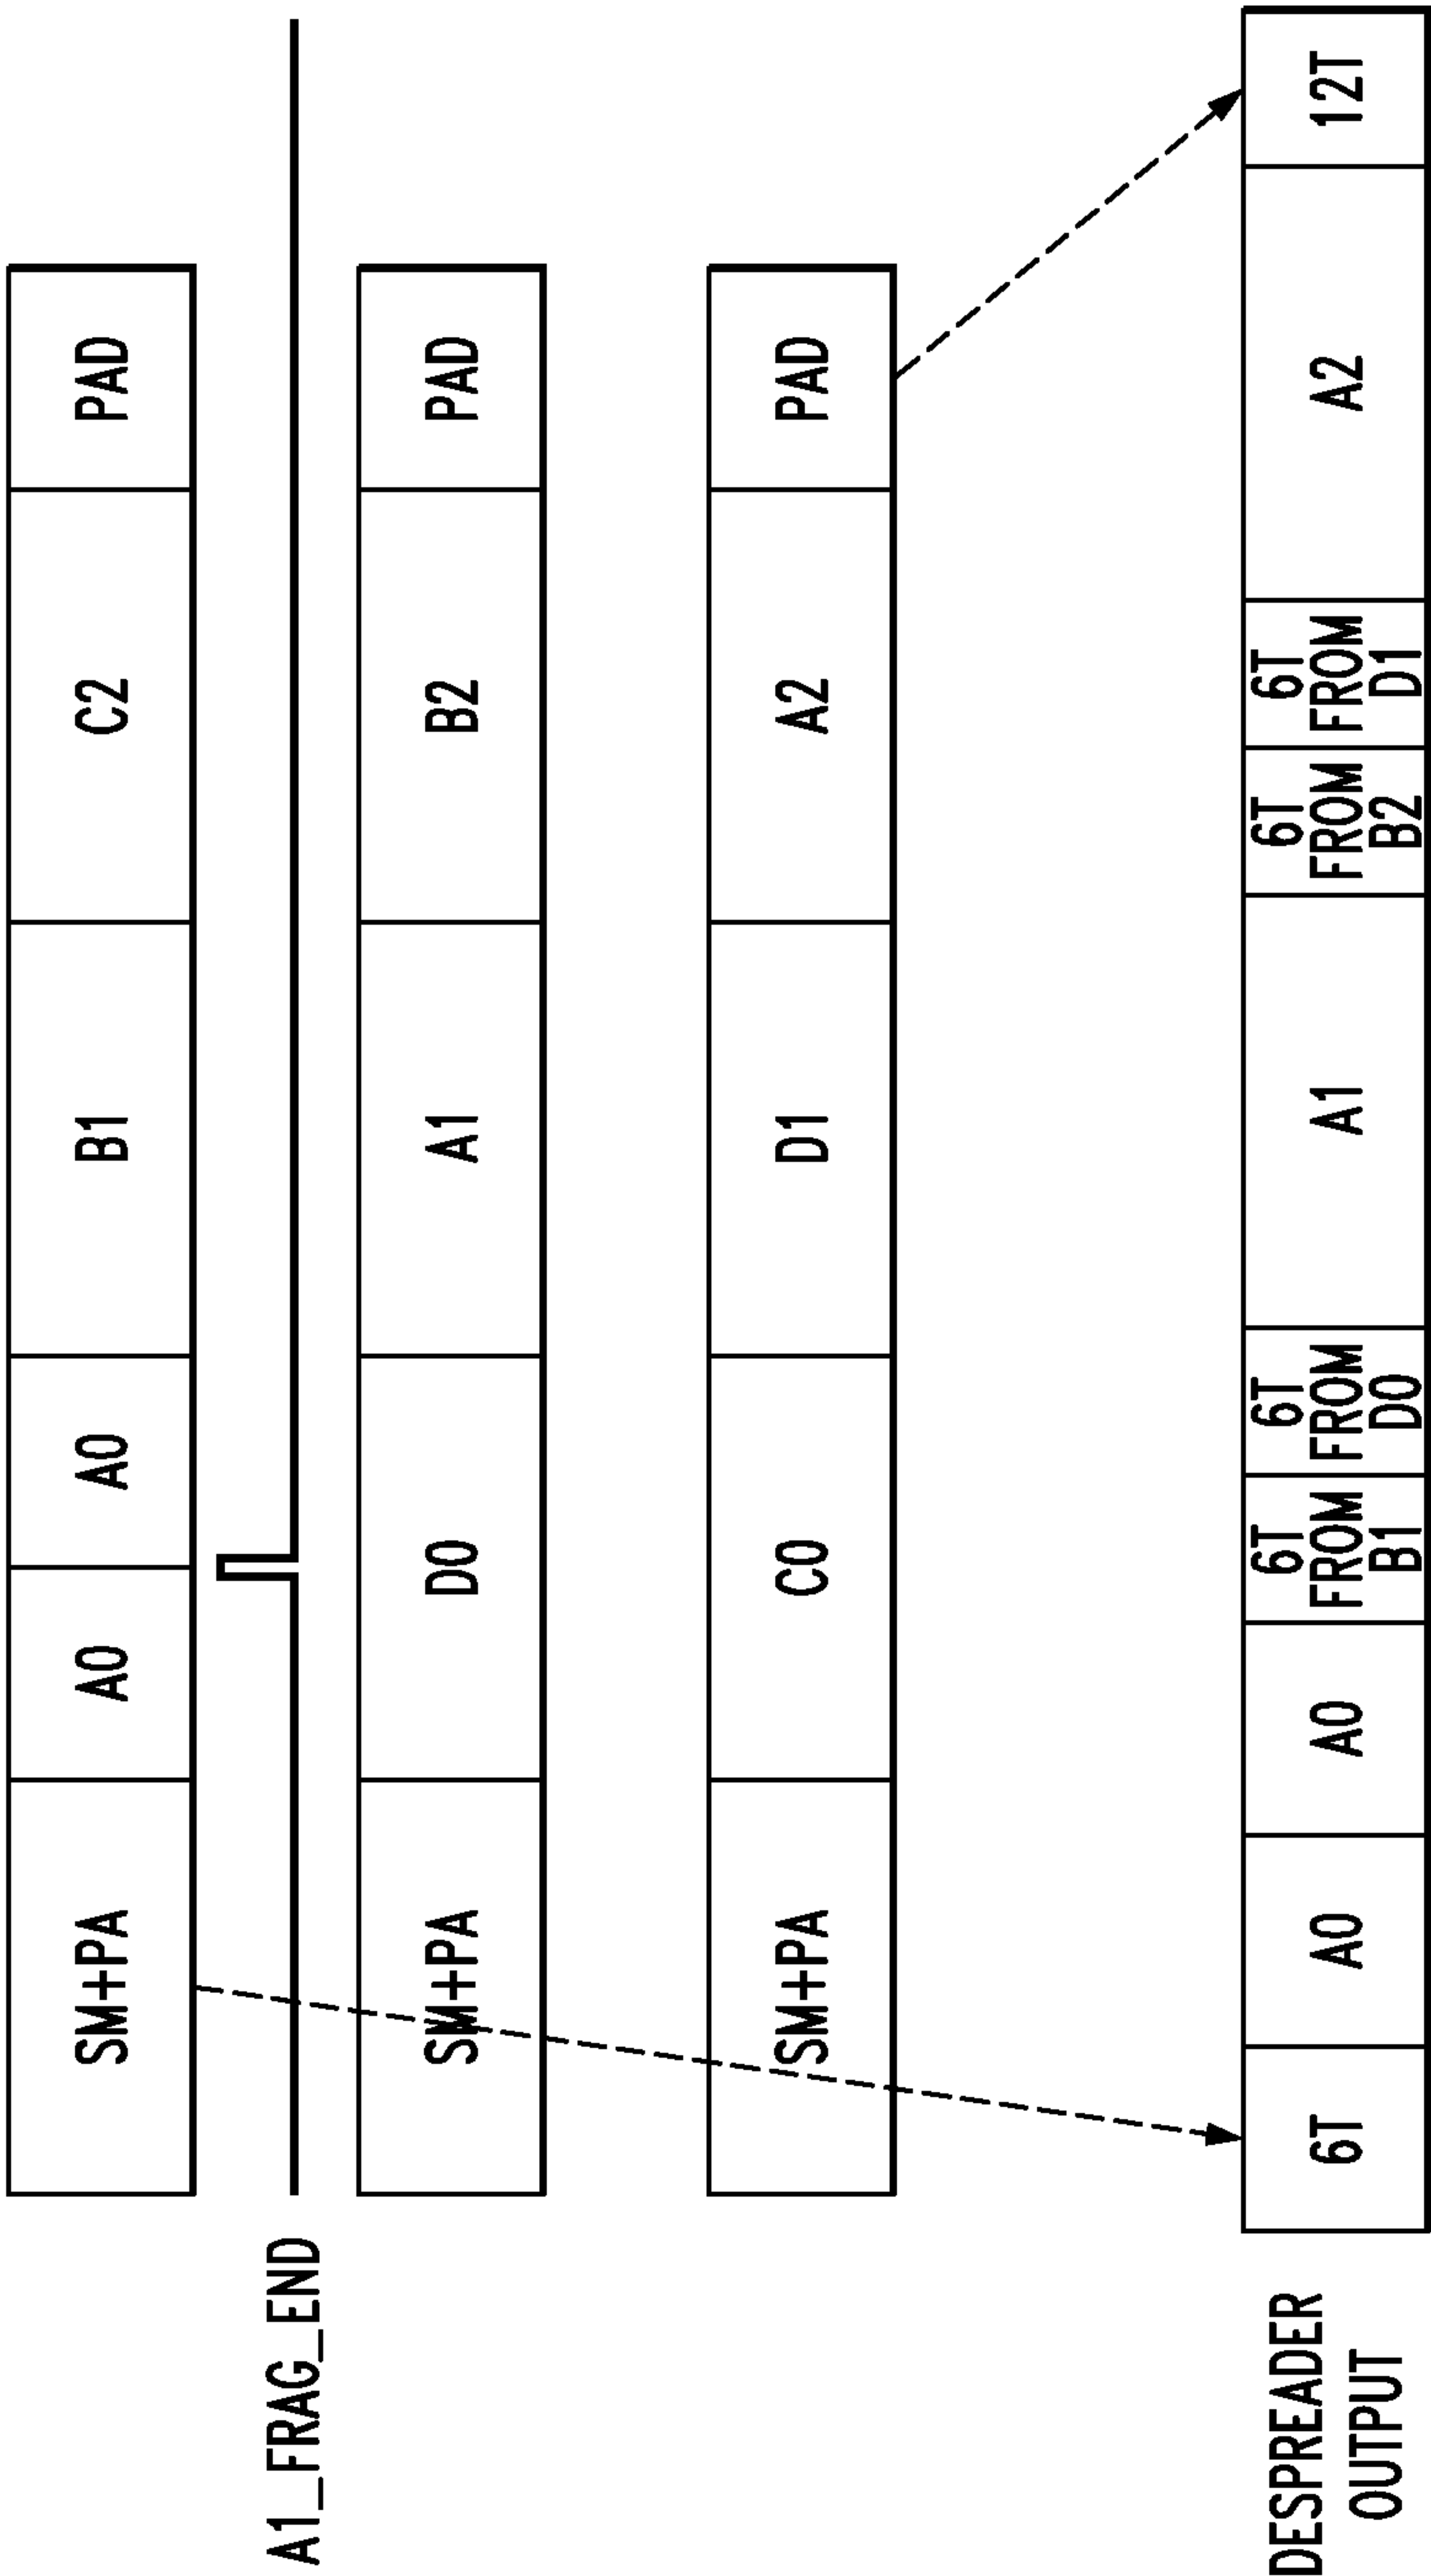 SM+PA
A0
A0
B1
C2
PAD
A1_FRAG_END
SM+PA
D0
A1
B2
PAD
SM+PA
C0
D1
A2
PAD
DESPREADER
OUTPUT
6T
A0
A0
6T
FROM
B1
6T
FROM
D0
A1
6T
FROM
B2
6T
FROM
D1
A2
12T